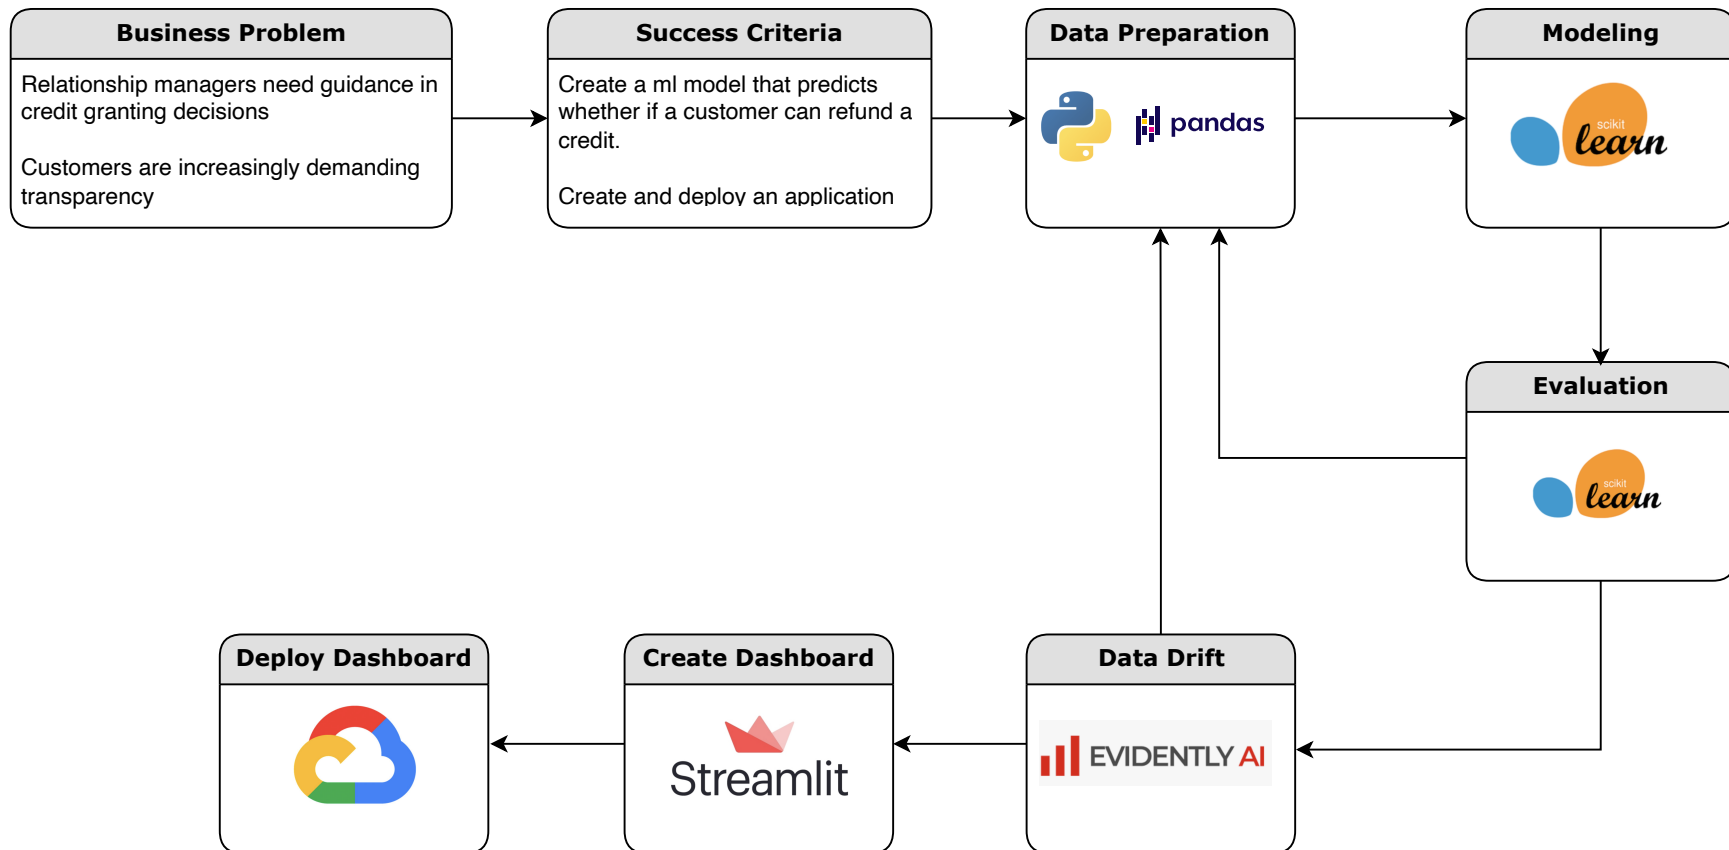 Business Problem
Relationship managers need guidance in
credit granting decisions
Customers are increasingly demanding
transparency
Success Criteria
Create a ml model that predicts
whether if a customer can refund a
credit.
Create and deploy an application
Data Preparation
pandas
Modeling
scikit
learn
Evaluation
scikit
learn
Deploy Dashboard
Create Dashboard
Streamlit
Data Drift
EVIDENTLY AI